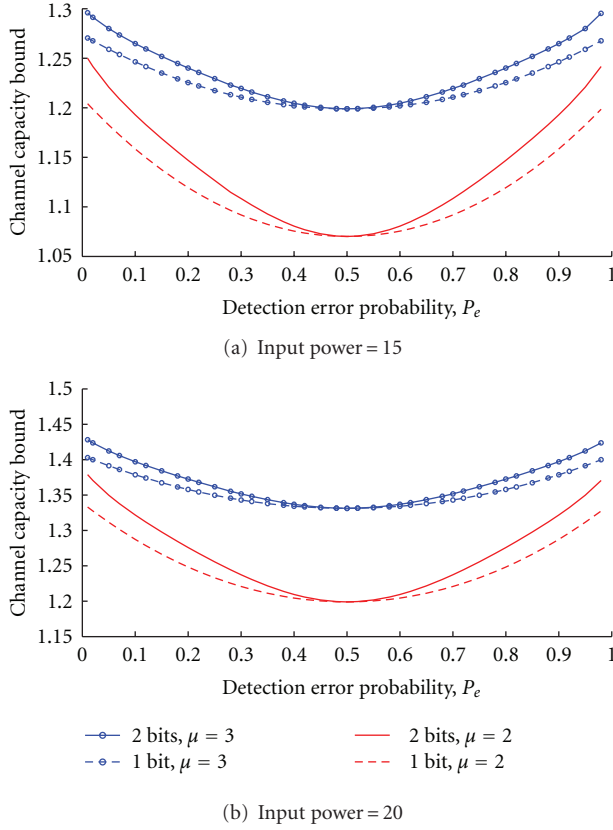 1.3
1.25
1.2
1.15
1.1
1.05
Channel capacity bound
0 0.1 0.2 0.3 0.4 0.5 0.6 0.7 0.8 0.9 1
Detection error probability, Pₑ
(a) Input power = 15
1.5
1.45
1.4
1.35
1.3
1.25
1.2
1.15
Channel capacity bound
0 0.1 0.2 0.3 0.4 0.5 0.6 0.7 0.8 0.9 1
Detection error probability, Pₑ
2 bits, μ = 3
1 bit, μ = 3
2 bits, μ = 2
1 bit, μ = 2
(b) Input power = 20